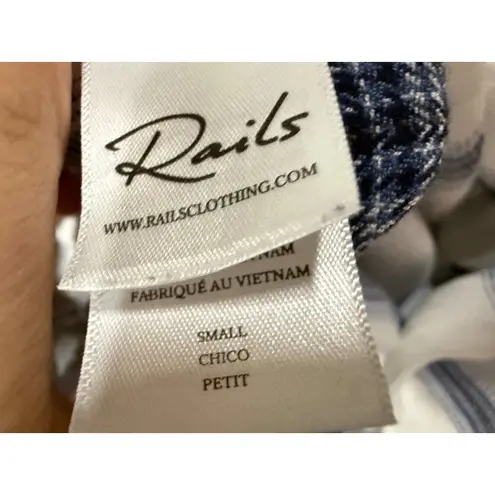 Rails
WWW.RAILSCLOTHING.COM
FABRIQUÉ AU VIETNAM
SMALL
CHICO
PETIT